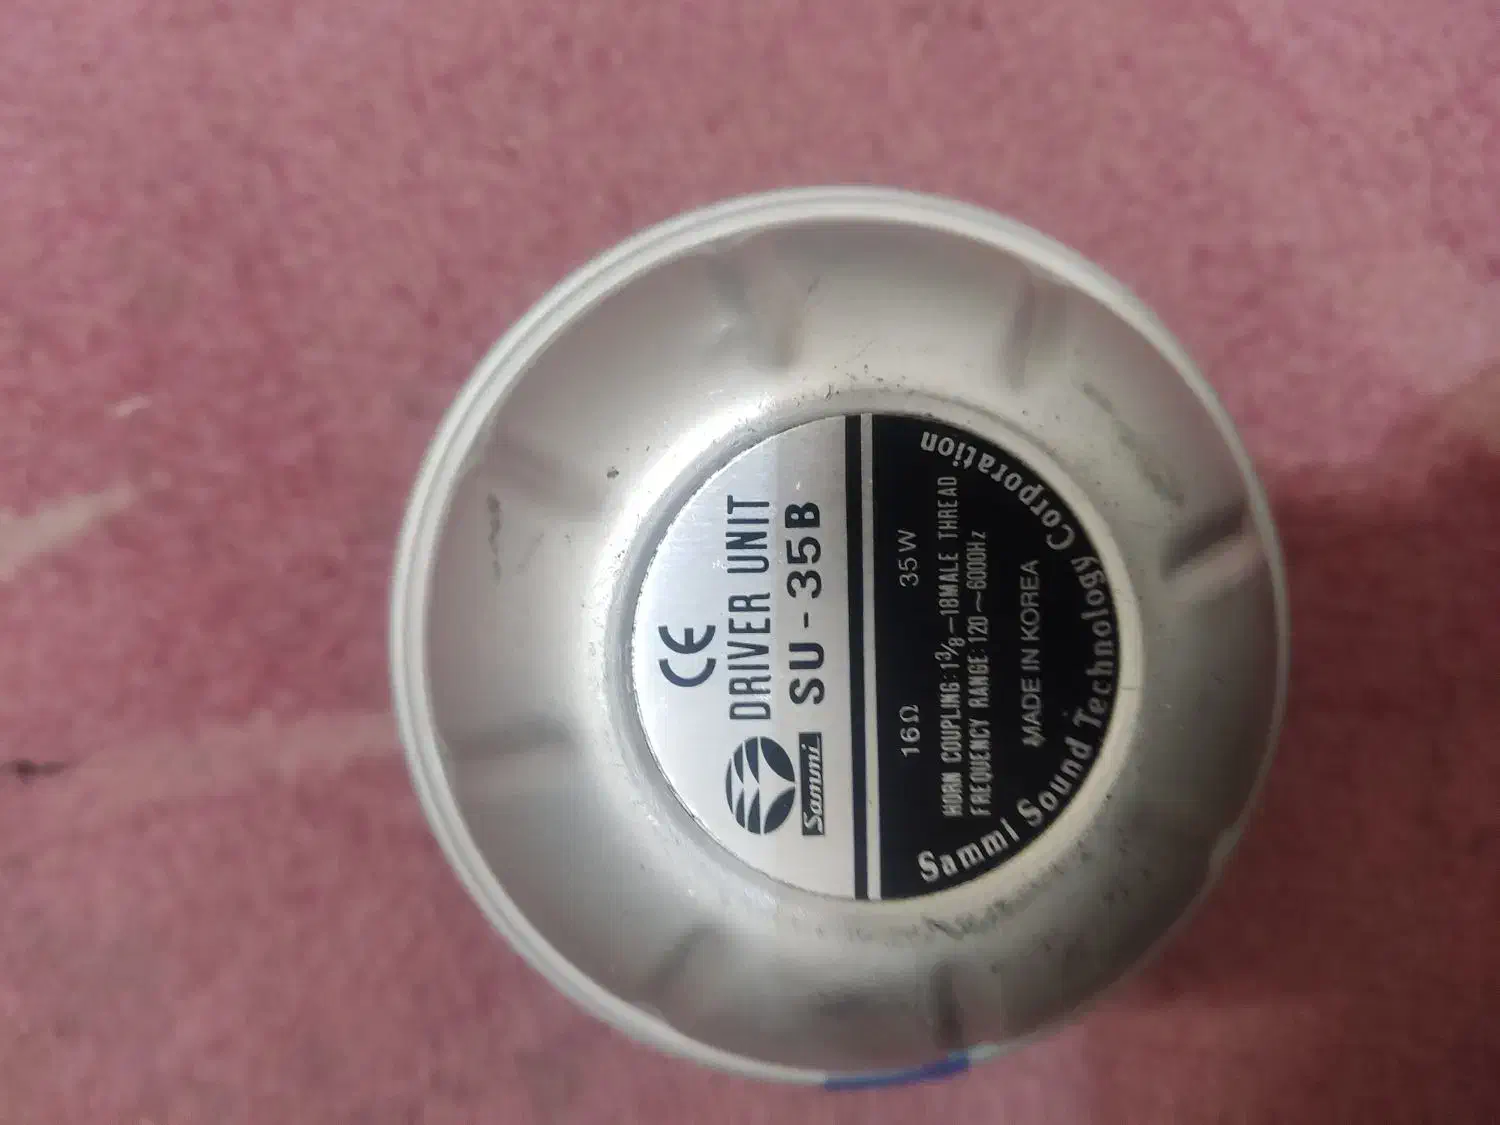 CE
DRIVER UNIT
Sammi SU-35B
16Ω 35W
HORN COUPLING:1⅜-18MALE THREAD
FREQUENCY RANGE:120~6000Hz
MADE IN KOREA
Sammi Sound Technology Corporation